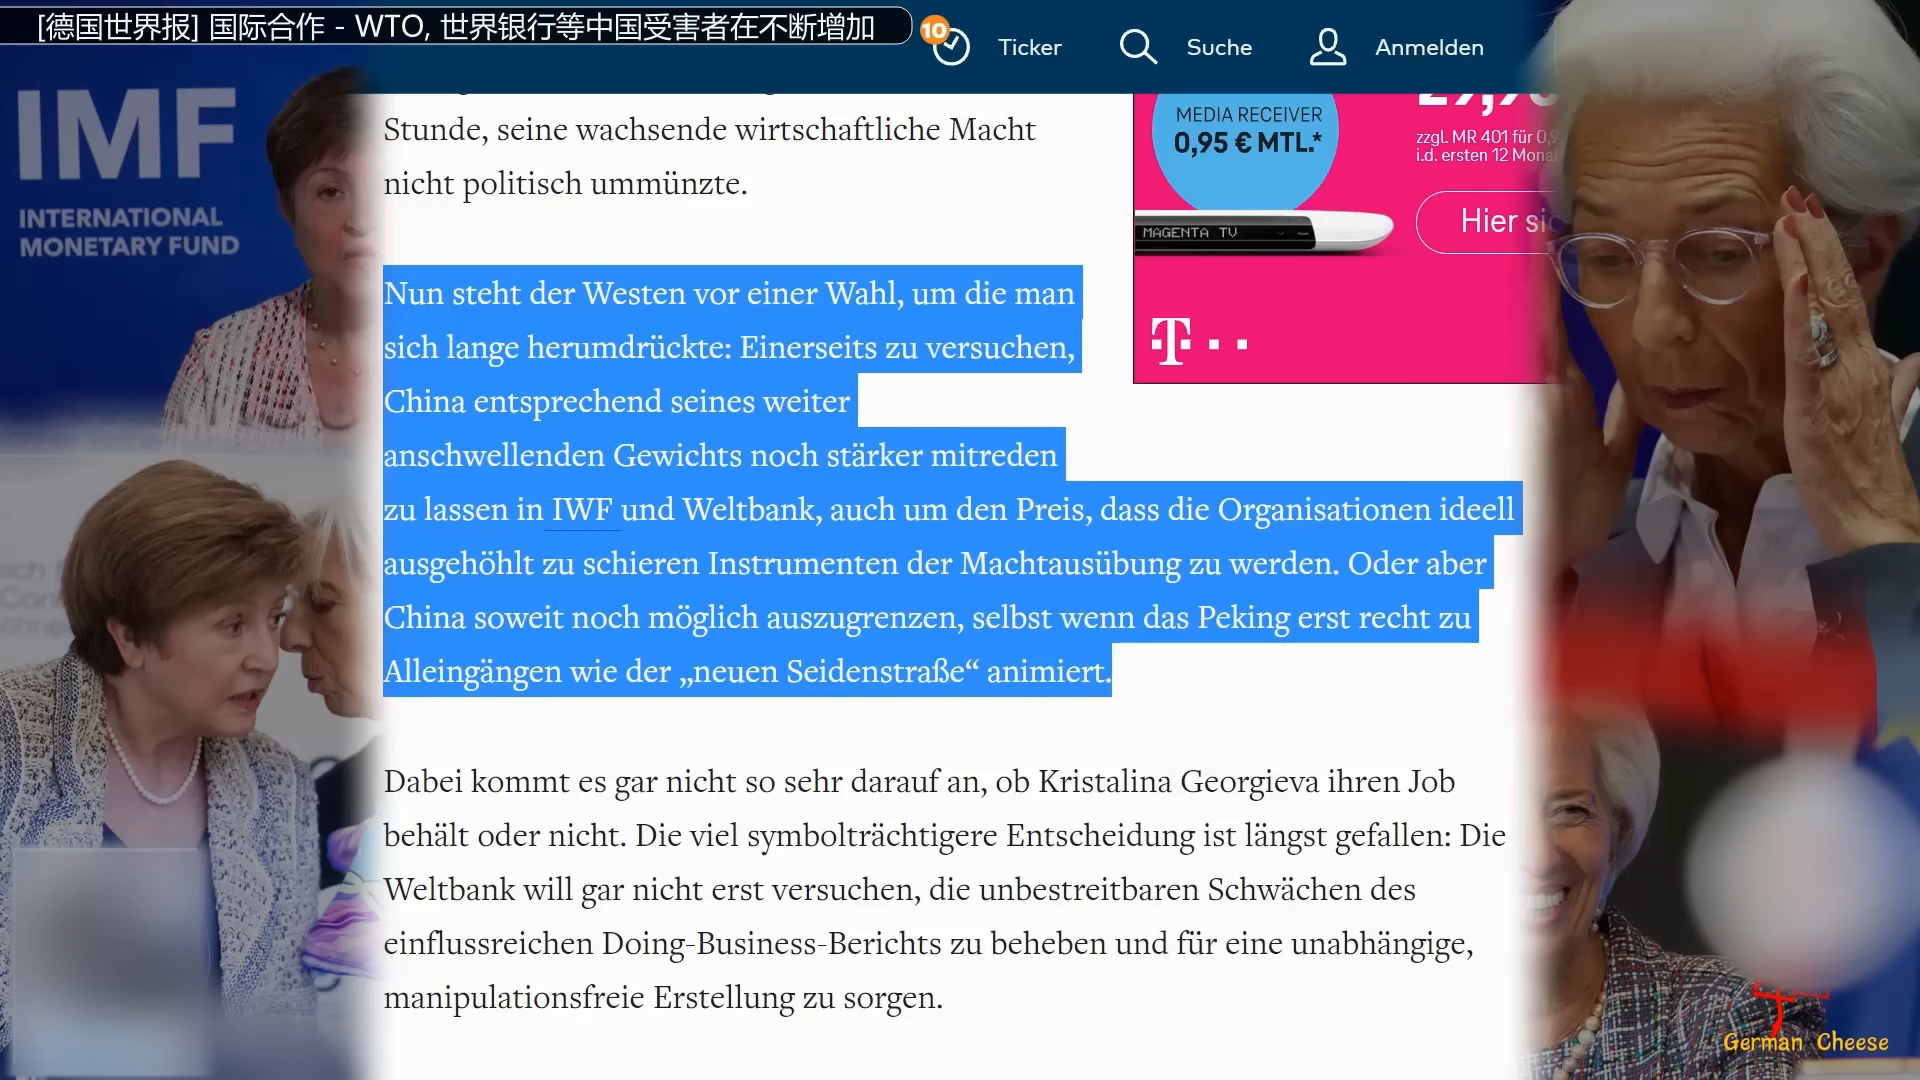 [德国世界报] 国际合作 - WTO, 世界银行等中国受害者在不断增加
10
Ticker
Suche
Anmelden
IMF
INTERNATIONAL
MONETARY FUND
Stunde, seine wachsende wirtschaftliche Macht
nicht politisch ummünzte.
MEDIA RECEIVER
0,95 € MTL.*
zzgl. MR 401 für 0,9
i.d. ersten 12 Monat
Hier si
MAGENTA TV
T
Nun steht der Westen vor einer Wahl, um die man
sich lange herumdrückte: Einerseits zu versuchen,
China entsprechend seines weiter
anschwellenden Gewichts noch stärker mitreden
zu lassen in IWF und Weltbank, auch um den Preis, dass die Organisationen ideell
ausgehöhlt zu schieren Instrumenten der Machtausübung zu werden. Oder aber
China soweit noch möglich auszugrenzen, selbst wenn das Peking erst recht zu
Alleingängen wie der „neuen Seidenstraße“ animiert.
Dabei kommt es gar nicht so sehr darauf an, ob Kristalina Georgieva ihren Job
behält oder nicht. Die viel symbolträchtigere Entscheidung ist längst gefallen: Die
Weltbank will gar nicht erst versuchen, die unbestreitbaren Schwächen des
einflussreichen Doing-Business-Berichts zu beheben und für eine unabhängige,
manipulationsfreie Erstellung zu sorgen.
German Cheese